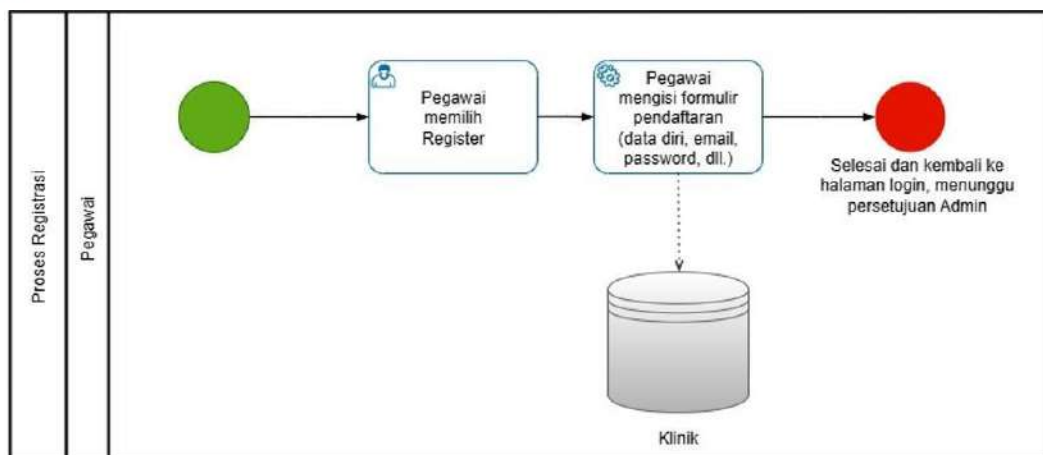 Proses Registrasi
Pegawai
Pegawai
memilih
Register
Pegawai
mengisi formulir
pendaftaran
(data diri, email,
password, dll.)
Selesai dan kembali ke
halaman login, menunggu
persetujuan Admin
Klinik